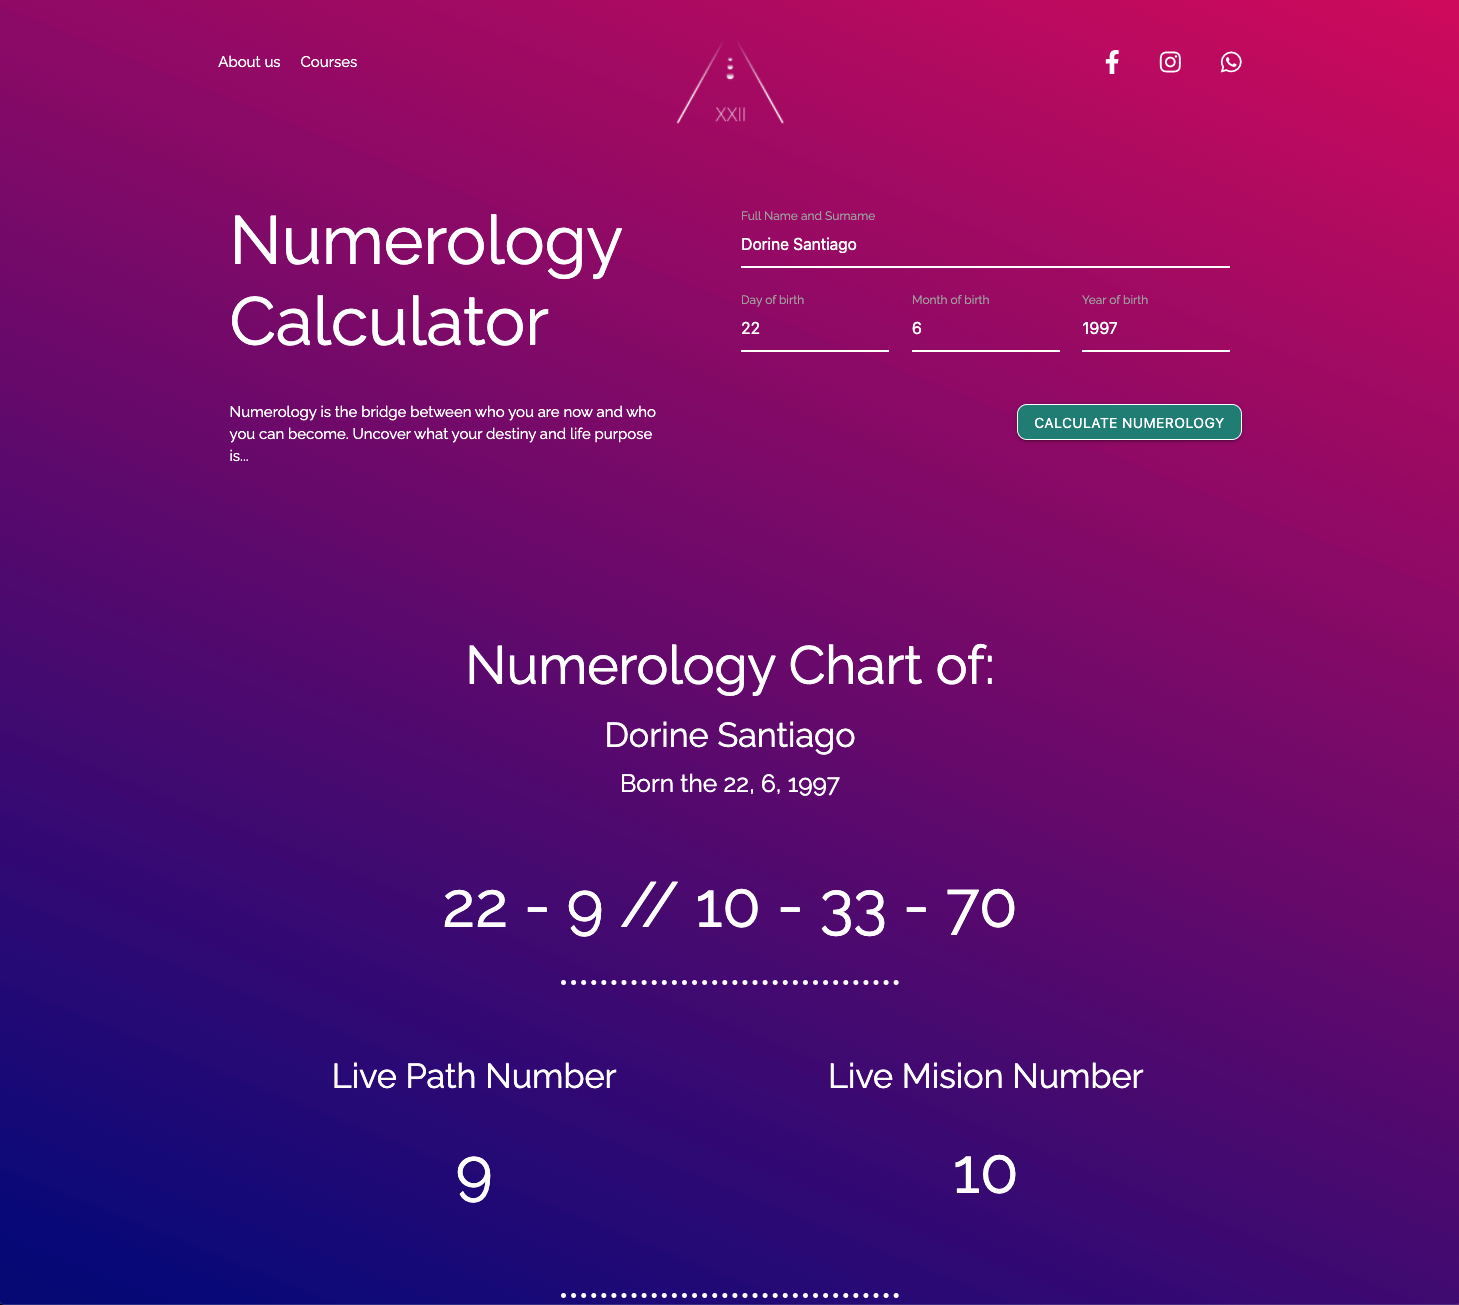 About us Courses
XXII
Numerology
Calculator
Numerology is the bridge between who you are now and who
you can become. Uncover what your destiny and life purpose
is...
Full Name and Surname
Dorine Santiago
Day of birth Month of birth Year of birth
22 6 1997
CALCULATE NUMEROLOGY
Numerology Chart of:
Dorine Santiago
Born the 22, 6, 1997
22 - 9 // 10 - 33 - 70
Live Path Number
9
Live Mision Number
10